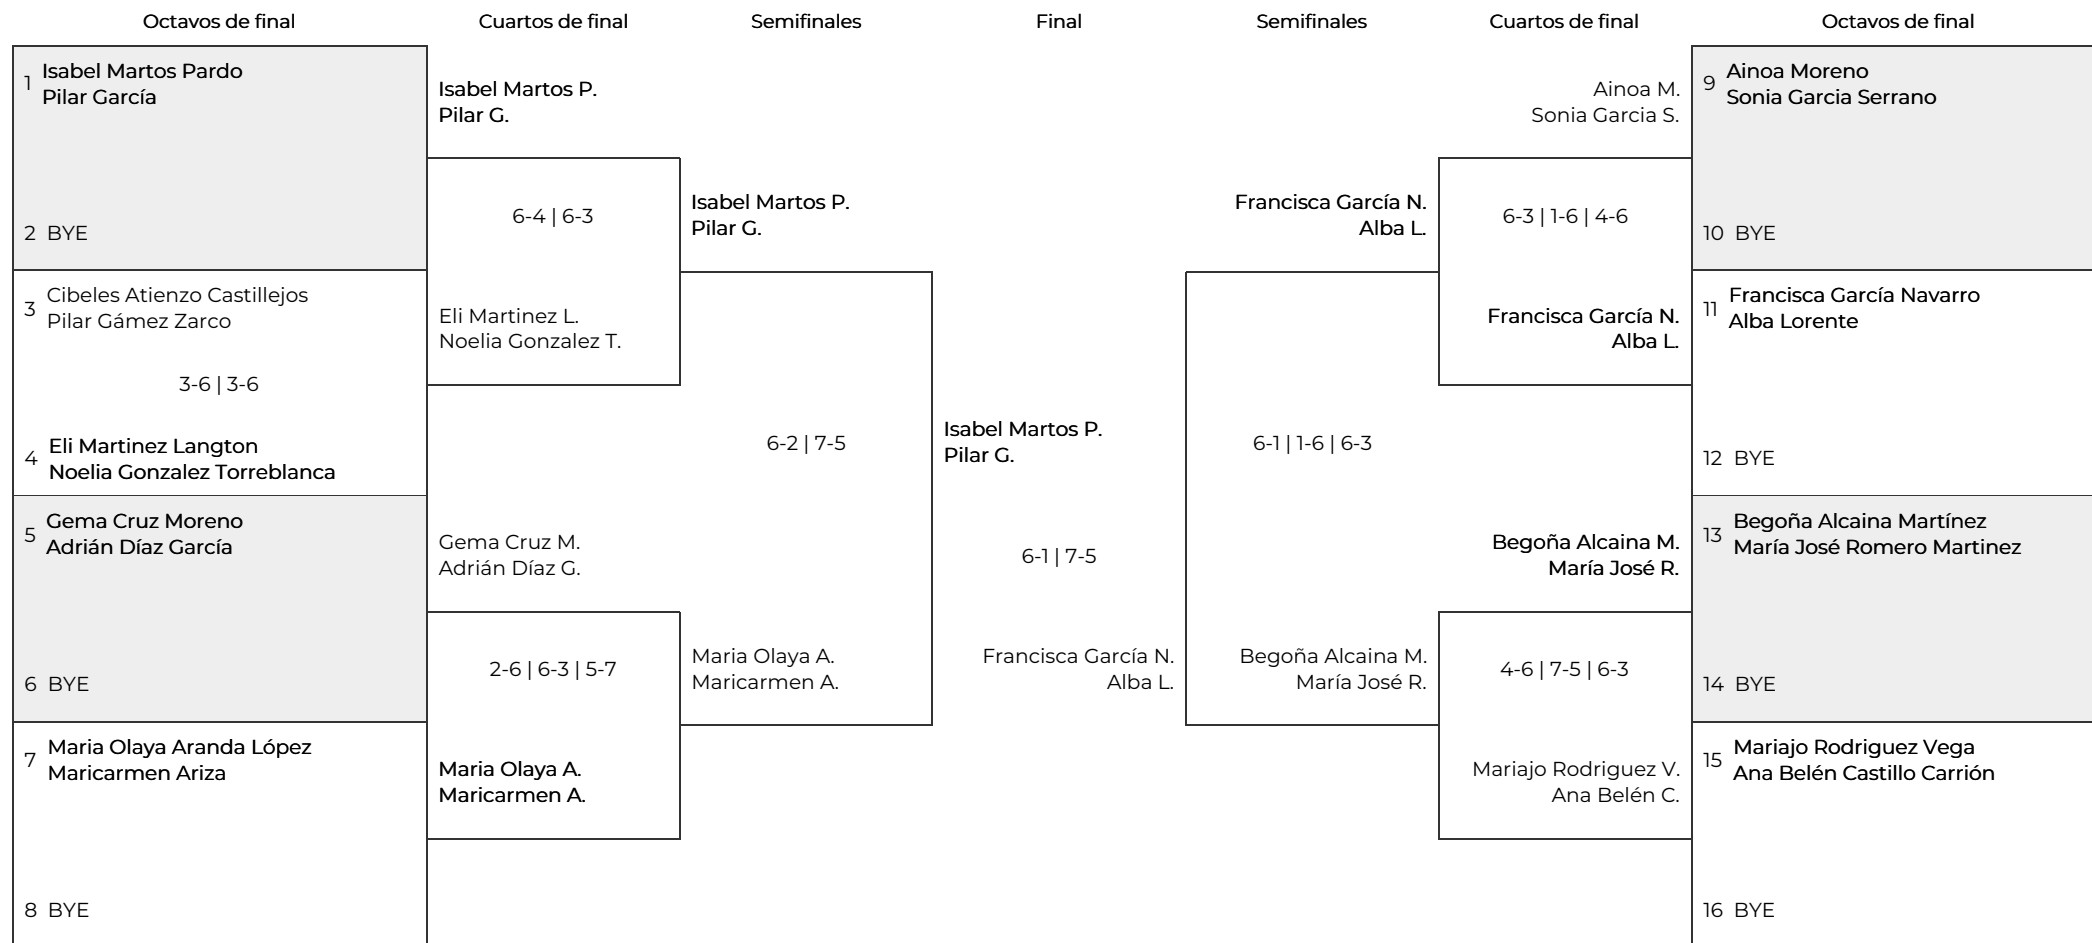 Octavos de final
Cuartos de final
Semifinales
Final
Semifinales
Cuartos de final
Octavos de final
1 Isabel Martos Pardo
Pilar García
2 BYE
3 Cibeles Atienzo Castillejos
Pilar Gámez Zarco
3-6 | 3-6
4 Eli Martinez Langton
Noelia Gonzalez Torreblanca
5 Gema Cruz Moreno
Adrián Díaz García
6 BYE
7 Maria Olaya Aranda López
Maricarmen Ariza
8 BYE
Isabel Martos P.
Pilar G.
6-4 | 6-3
Eli Martinez L.
Noelia Gonzalez T.
Gema Cruz M.
Adrián Díaz G.
2-6 | 6-3 | 5-7
Maria Olaya A.
Maricarmen A.
Isabel Martos P.
Pilar G.
6-2 | 7-5
Maria Olaya A.
Maricarmen A.
Isabel Martos P.
Pilar G.
6-1 | 7-5
Francisca García N.
Alba L.
Francisca García N.
Alba L.
6-1 | 1-6 | 6-3
Begoña Alcaina M.
María José R.
Ainoa M.
Sonia Garcia S.
6-3 | 1-6 | 4-6
Francisca García N.
Alba L.
Begoña Alcaina M.
María José R.
4-6 | 7-5 | 6-3
Mariajo Rodriguez V.
Ana Belén C.
9 Ainoa Moreno
Sonia Garcia Serrano
10 BYE
11 Francisca García Navarro
Alba Lorente
12 BYE
13 Begoña Alcaina Martínez
María José Romero Martinez
14 BYE
15 Mariajo Rodriguez Vega
Ana Belén Castillo Carrión
16 BYE